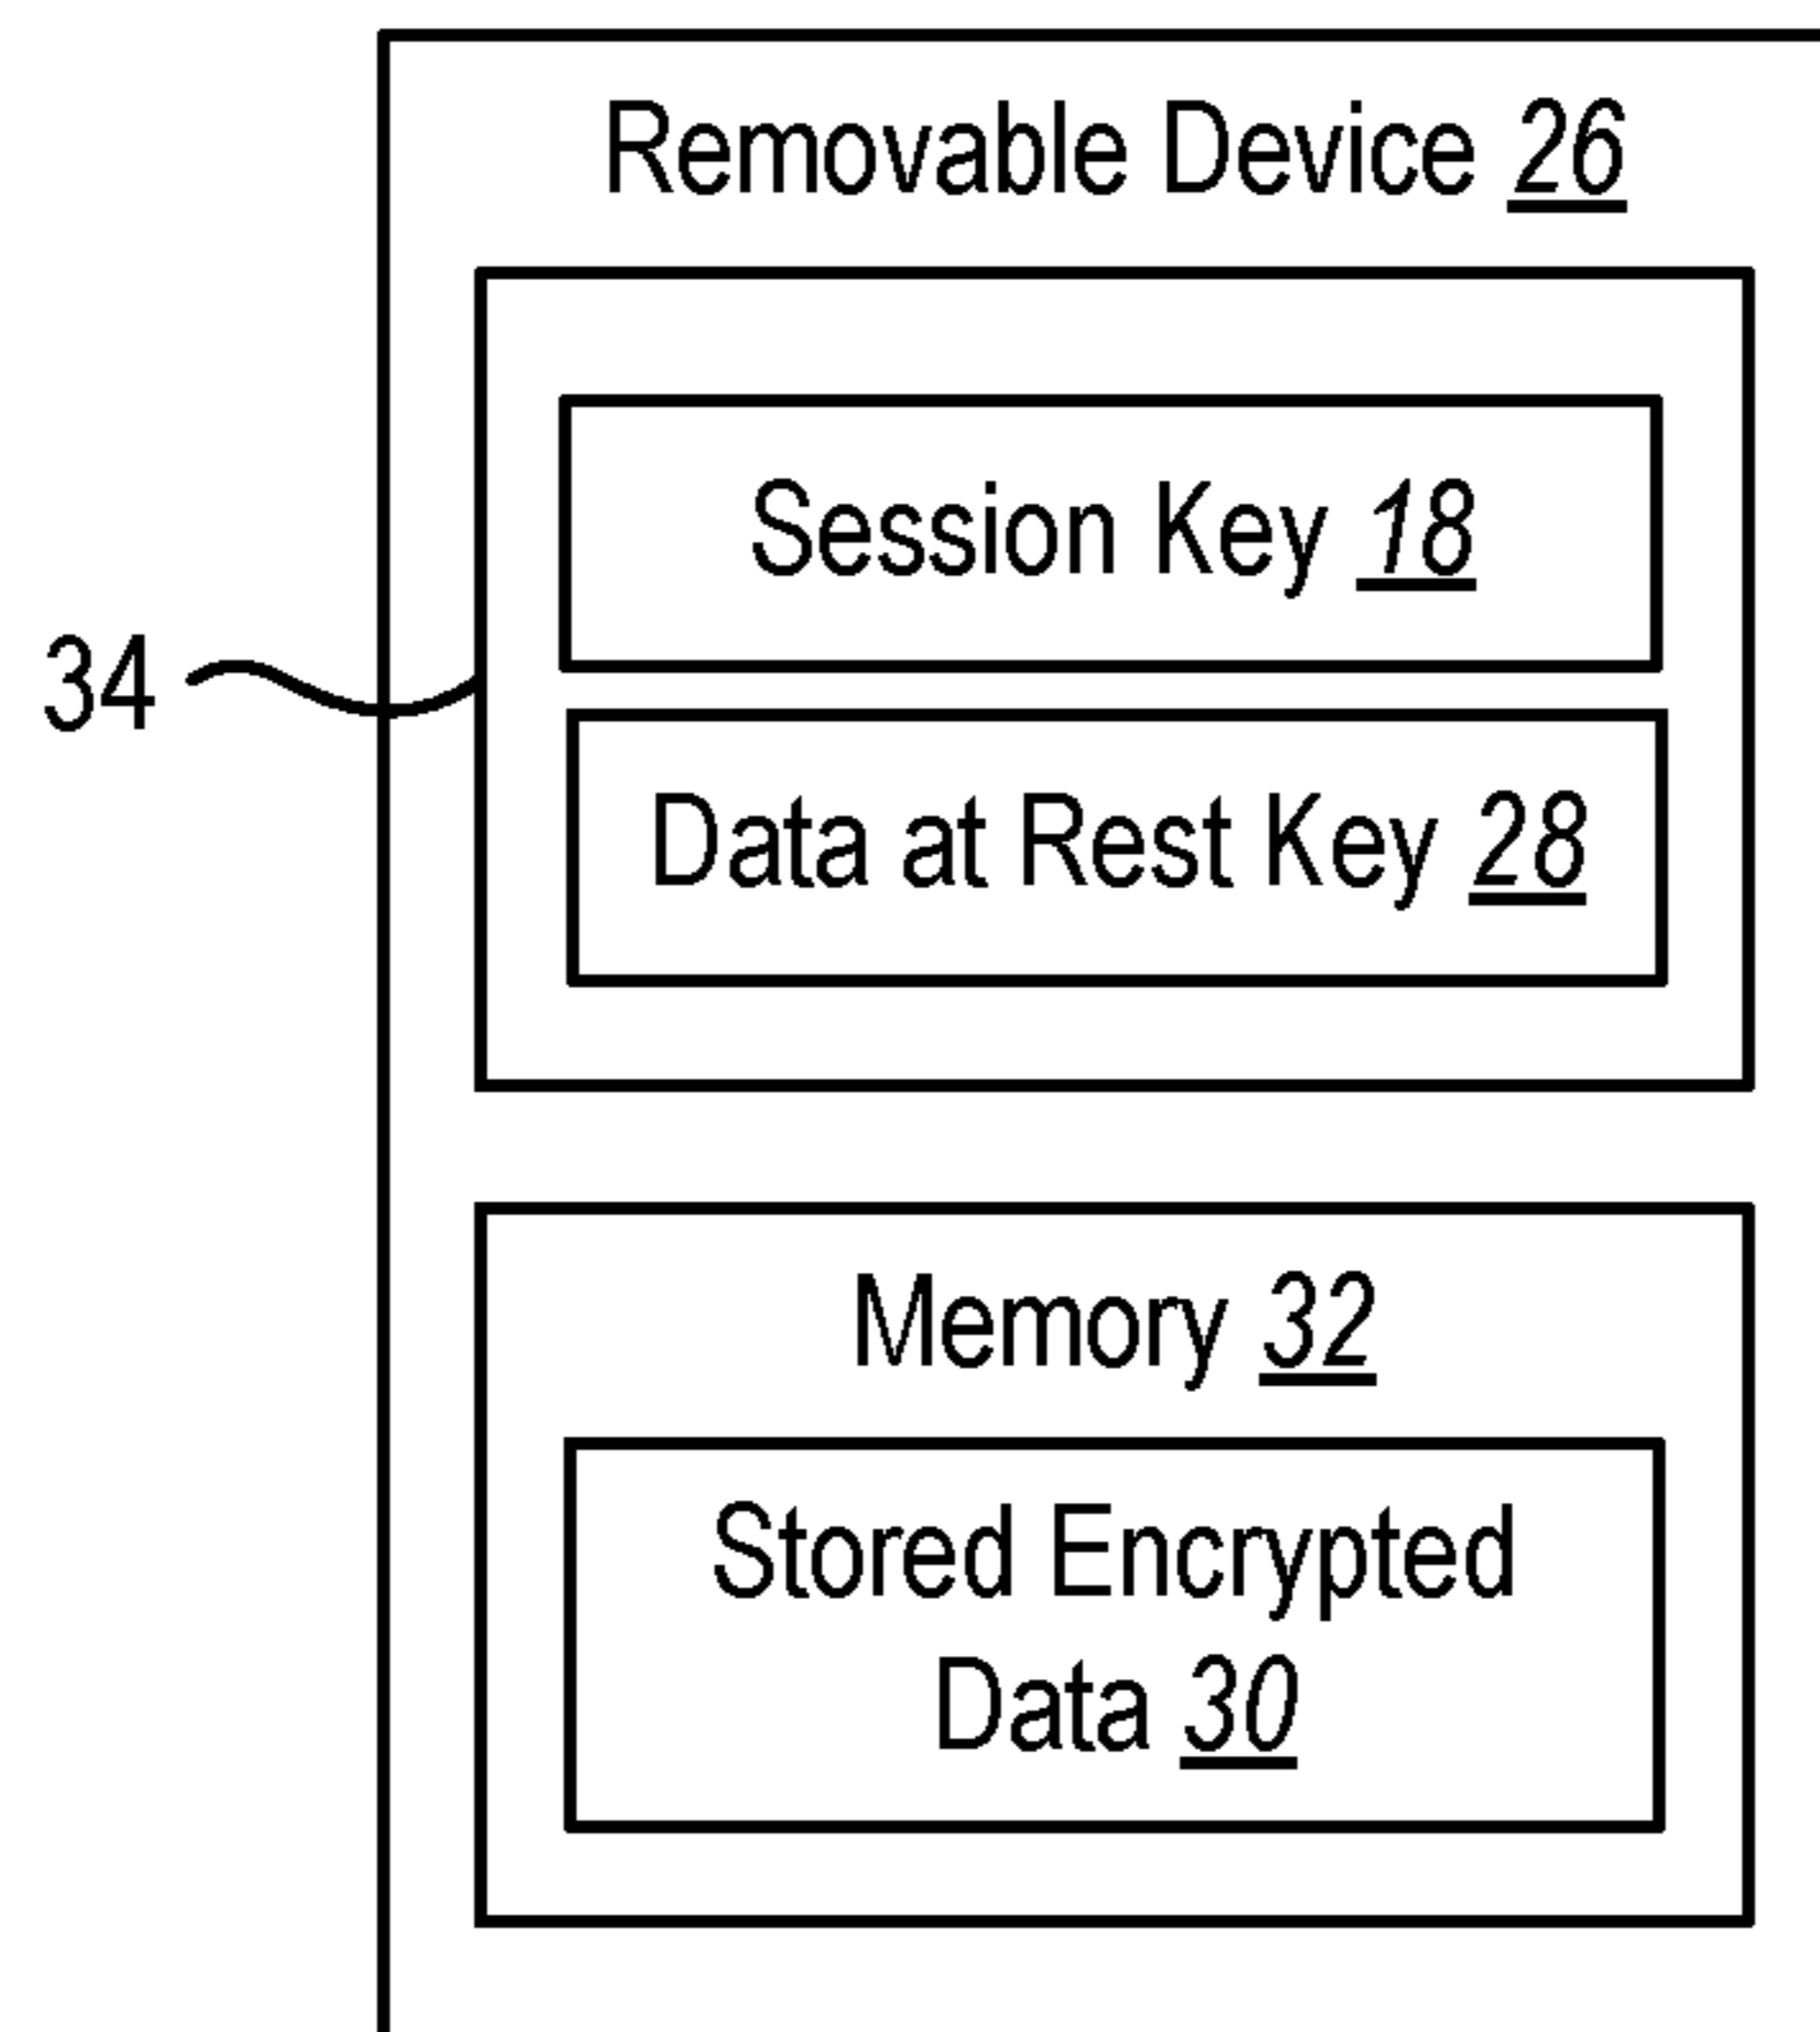 Removable Device 26
Session Key 18
34
Data at Rest Key 28
Memory 32
Stored Encrypted
Data 30